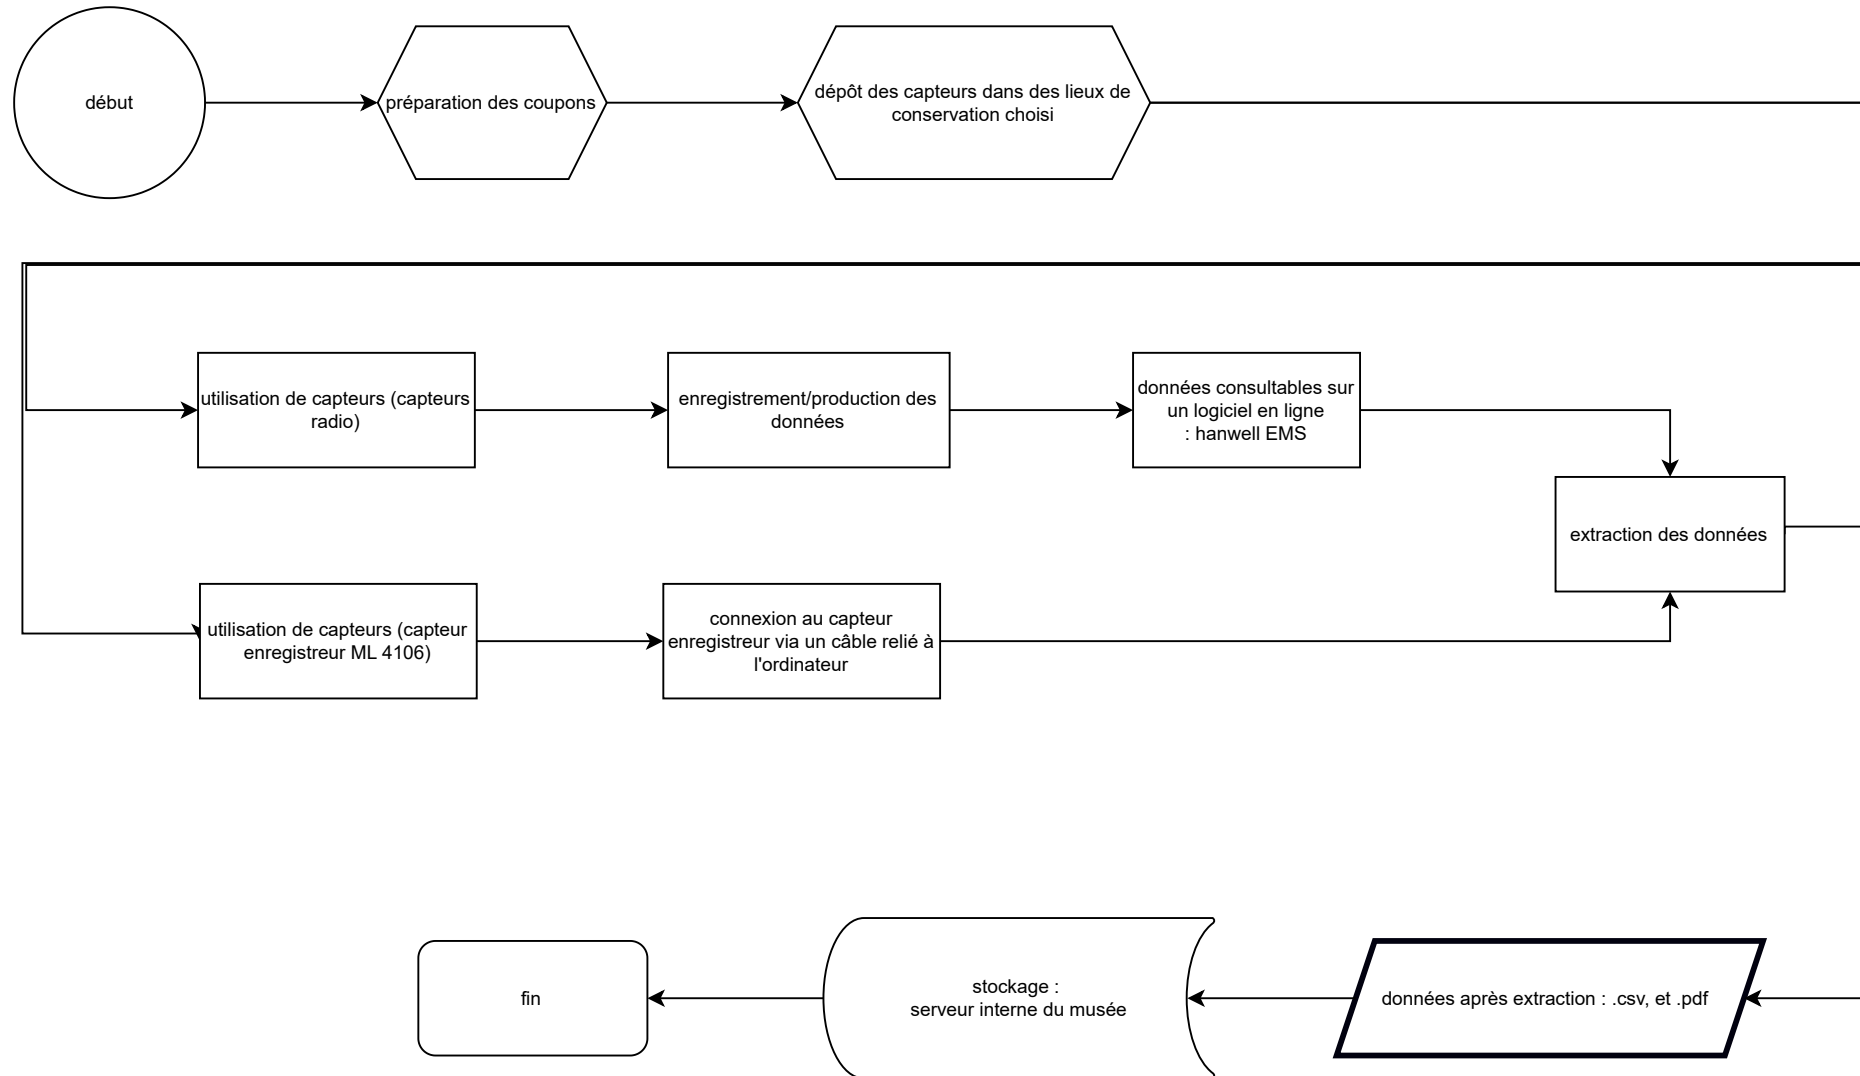 début
préparation des coupons
dépôt des capteurs dans des lieux de
conservation choisi
utilisation de capteurs (capteurs
radio)
enregistrement/production des
données
données consultables sur
un logiciel en ligne
: hanwell EMS
extraction des données
utilisation de capteurs (capteur
enregistreur ML 4106)
connexion au capteur
enregistreur via un câble relié à
l'ordinateur
fin
stockage :
serveur interne du musée
données après extraction : .csv, et .pdf